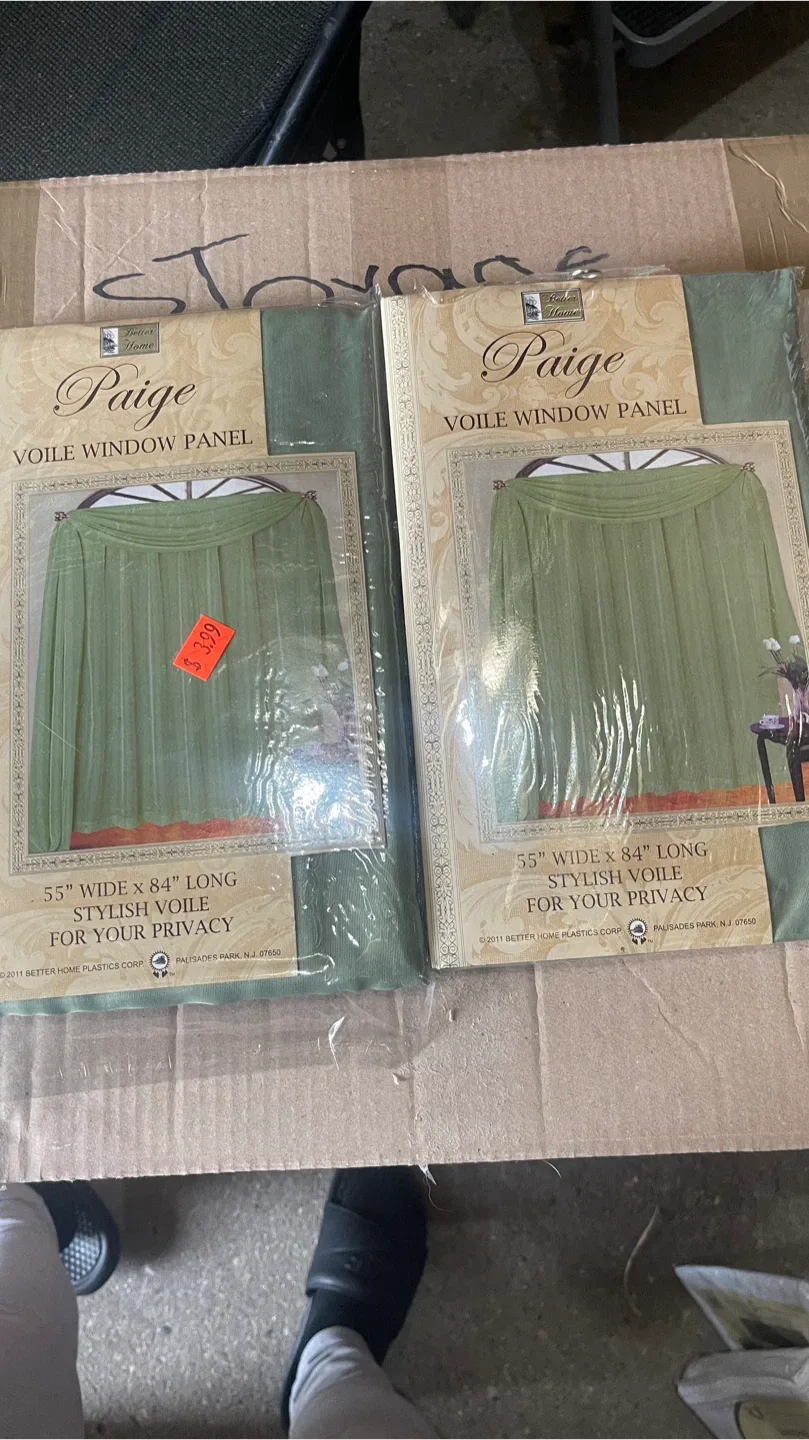 STorage
Better
Home
Paige
VOILE WINDOW PANEL
$ 3.99
55" WIDE x 84" LONG
STYLISH VOILE
FOR YOUR PRIVACY
© 2011 BETTER HOME PLASTICS CORP. PALISADES PARK, N.J. 07650
Better
Home
Paige
VOILE WINDOW PANEL
55" WIDE x 84" LONG
STYLISH VOILE
FOR YOUR PRIVACY
© 2011 BETTER HOME PLASTICS CORP. PALISADES PARK, N.J. 07650